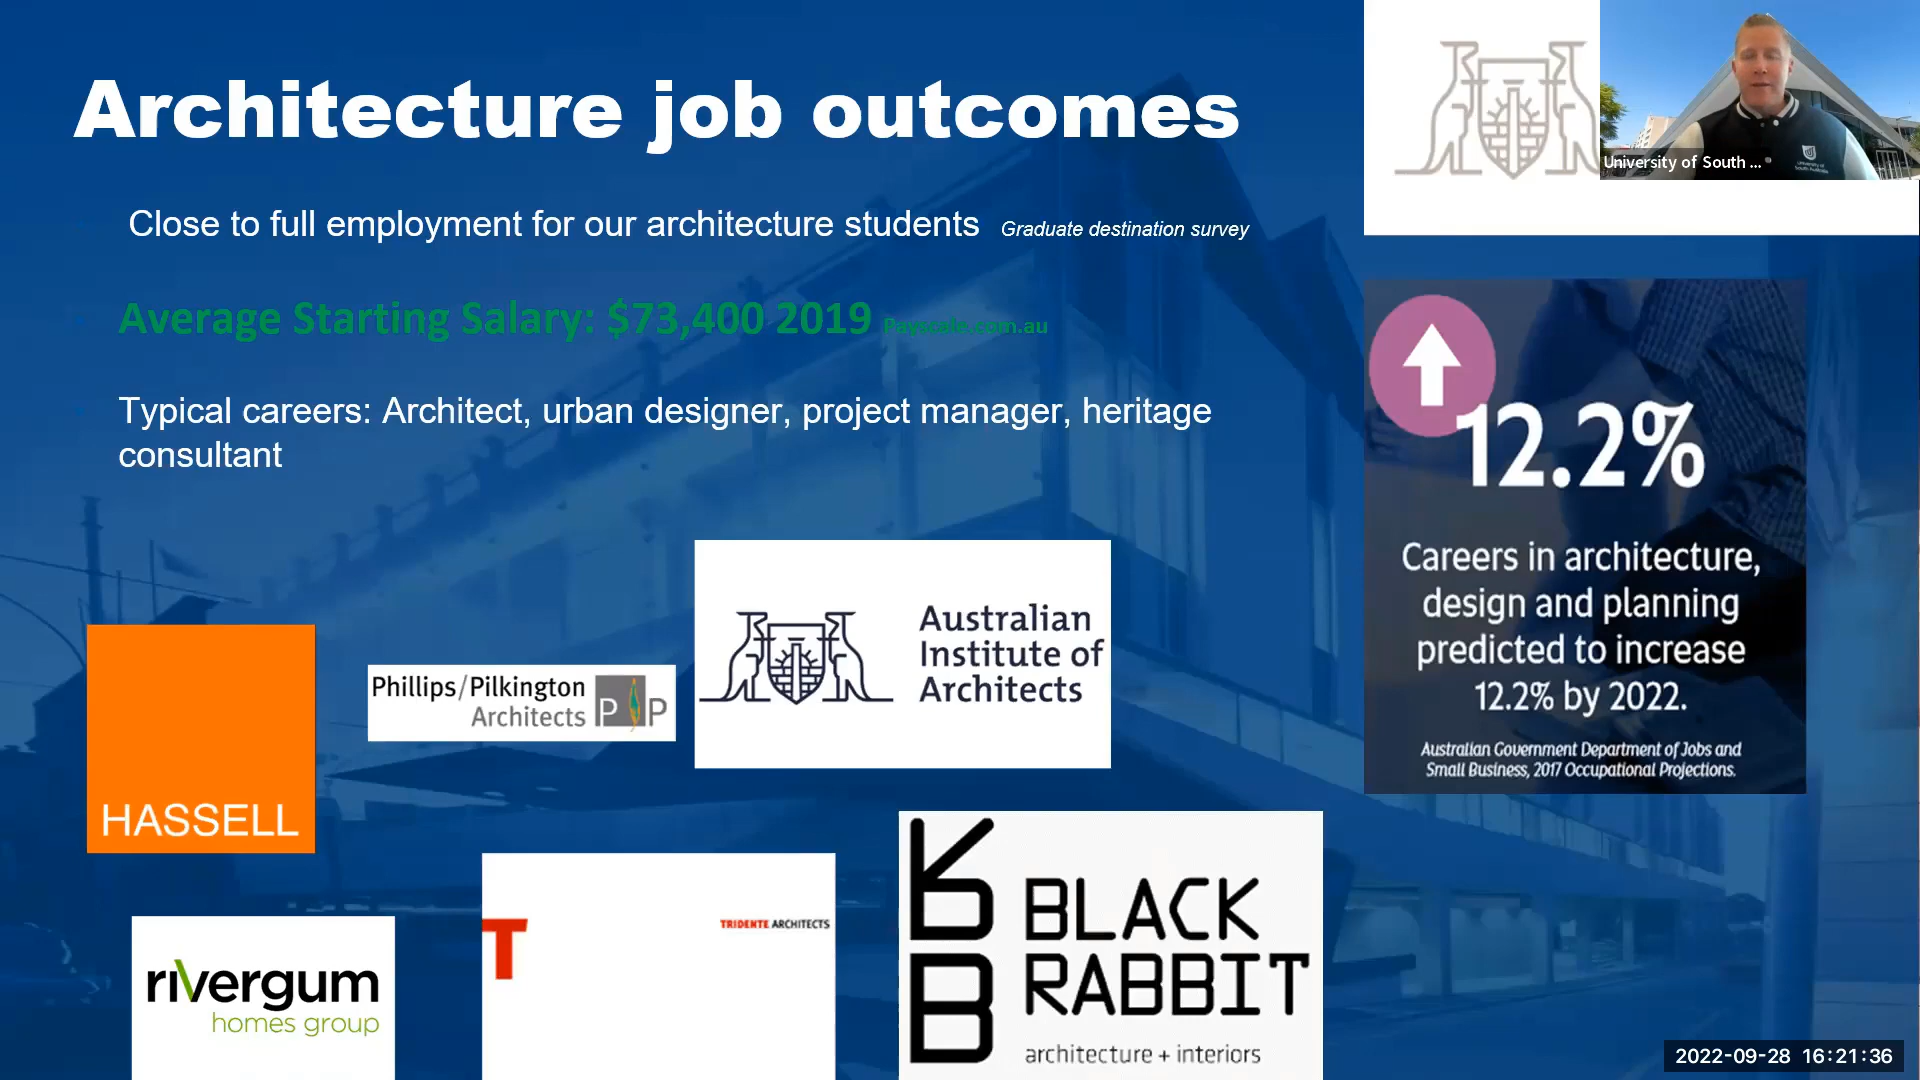 Architecture job outcomes
University of South ...
University of
South Australia
Close to full employment for our architecture students Graduate destination survey
Average Starting Salary: $73,400 2019 Payscale.com.au
Typical careers: Architect, urban designer, project manager, heritage
consultant
12.2%
Careers in architecture,
design and planning
predicted to increase
12.2% by 2022.
Australian Government Department of Jobs and
Small Business, 2017 Occupational Projections.
HASSELL
Phillips/Pilkington
Architects
P P
Australian
Institute of
Architects
rivergum
homes group
T
TRIDENTE ARCHITECTS
BLACK
RABBIT
architecture + interiors
2022-09-28 16:21:36